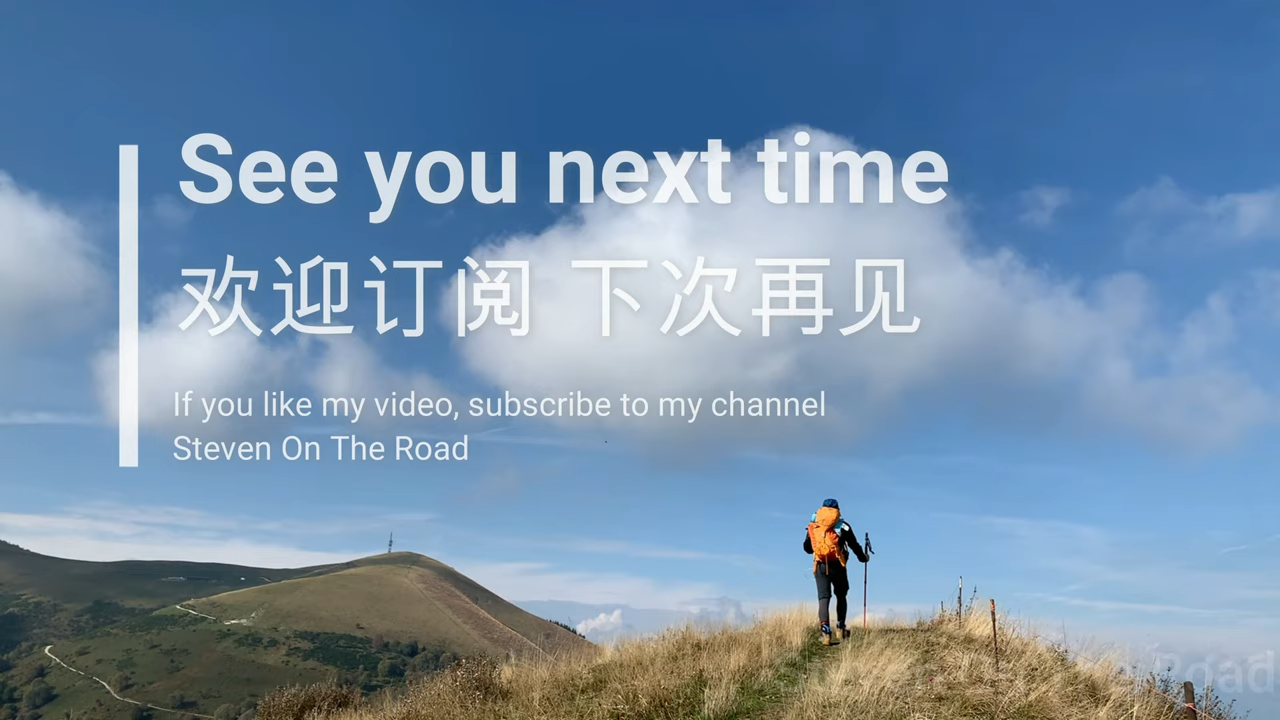 See you next time
欢迎订阅 下次再见
If you like my video, subscribe to my channel
Steven On The Road
Road